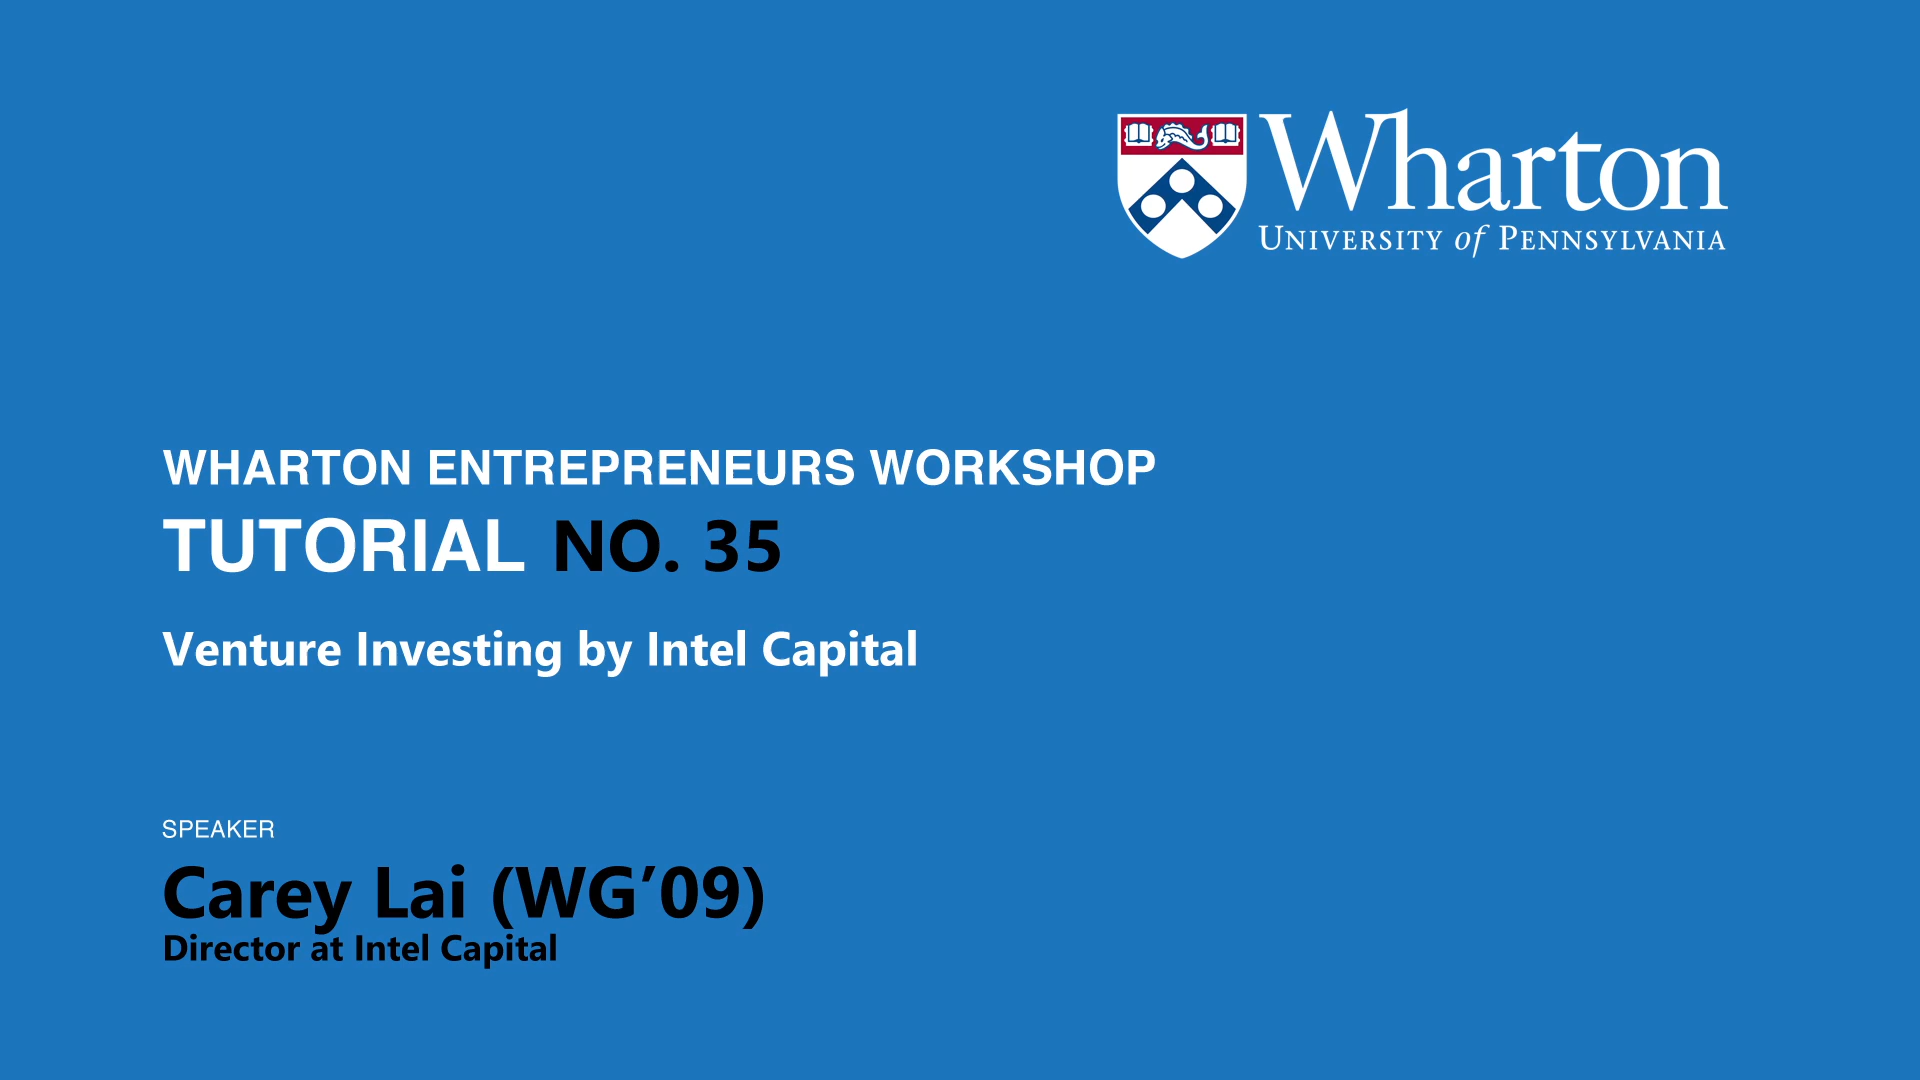 Wharton
UNIVERSITY of PENNSYLVANIA
WHARTON ENTREPRENEURS WORKSHOP
TUTORIAL NO. 35
Venture Investing by Intel Capital
SPEAKER
Carey Lai (WG’09)
Director at Intel Capital